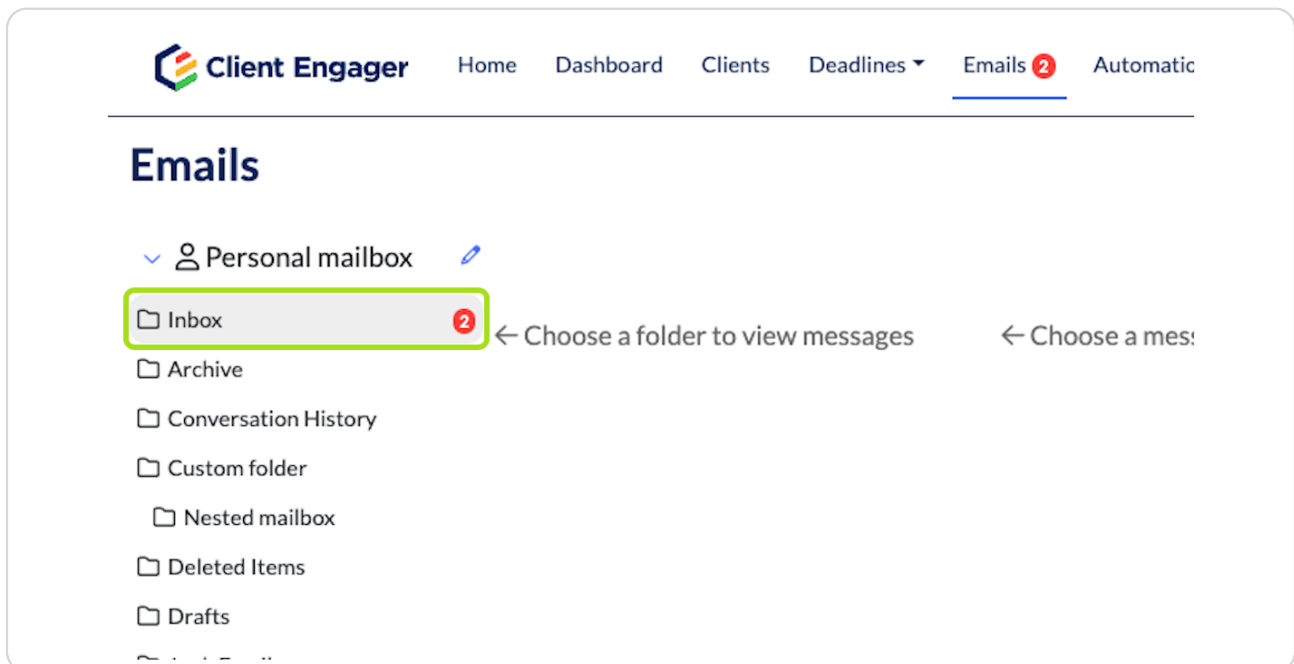 Client Engager Home Dashboard Clients Deadlines Emails 2
Emails
Personal mailbox
Inbox 2
← Choose a folder to view messages ← Choose a
Archive
Conversation History
Custom folder
Nested mailbox
Deleted Items
Drafts